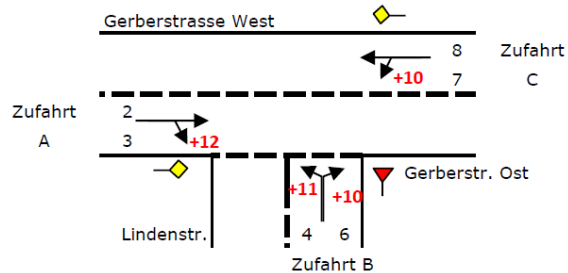 Gerberstrasse West
8 Zufahrt
+10 7 C
Zufahrt 2
A 3 +12
Gerberstr. Ost
+11 +10
Lindenstr. 4 6
Zufahrt B